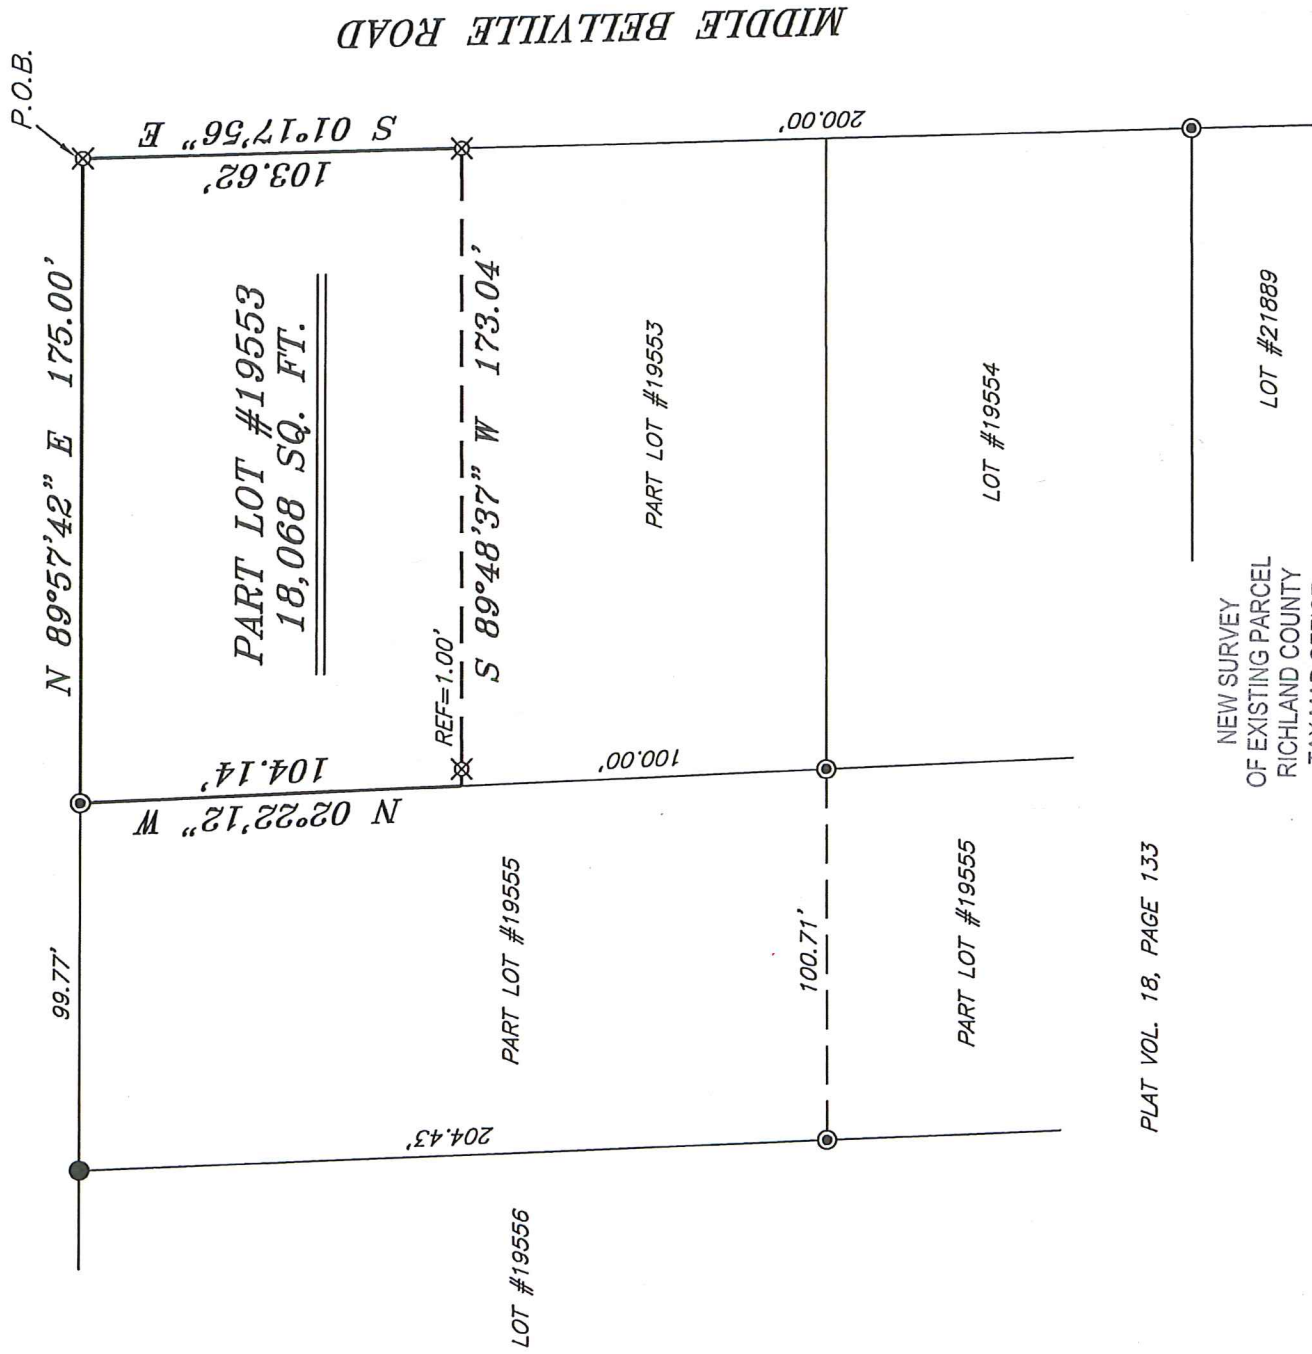 MIDDLE BELLVILLE ROAD
P.O.B.
S 01°17'56" E
103.62'
200.00'
N 89°57'42" E 175.00'
PART LOT #19553
18,068 SQ. FT.
S 89°48'37" W 173.04'
REF=1.00'
PART LOT #19553
LOT #19554
LOT #21889
104.14'
N 02°22'12" W
100.00'
99.77'
PART LOT #19555
100.71'
PART LOT #19555
204.43'
LOT #19556
PLAT VOL. 18, PAGE 133
NEW SURVEY
OF EXISTING PARCEL
RICHLAND COUNTY